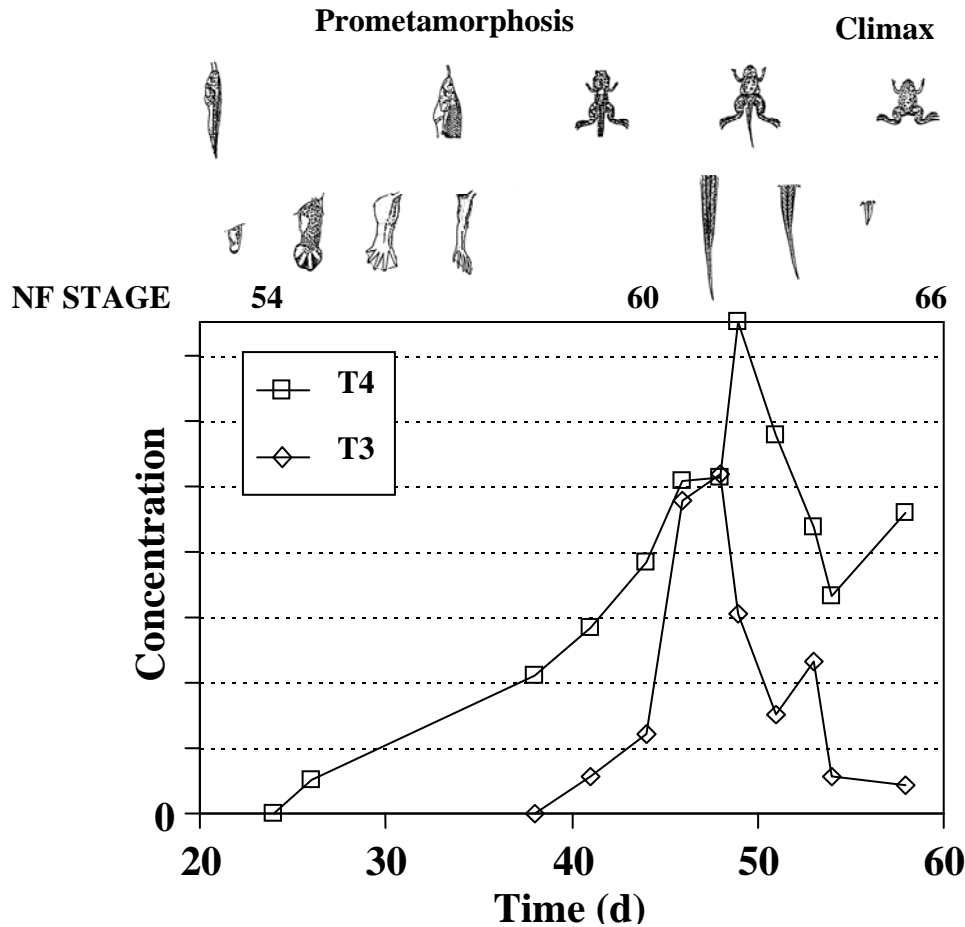 Prometamorphosis
Climax
NF STAGE 54 60 66
T4
T3
Concentration
0
20 30 40 50 60
Time (d)